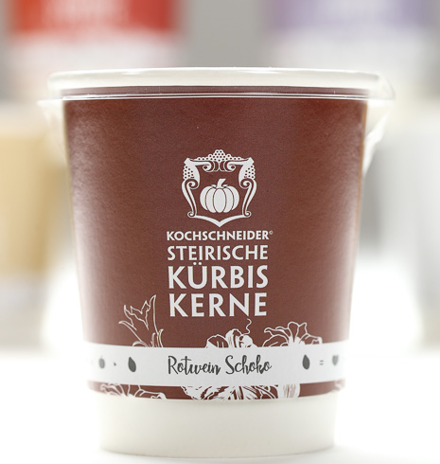 KOCHSCHNEIDER®
STEIRISCHE
KÜRBIS
KERNE
Rotwein Schoko